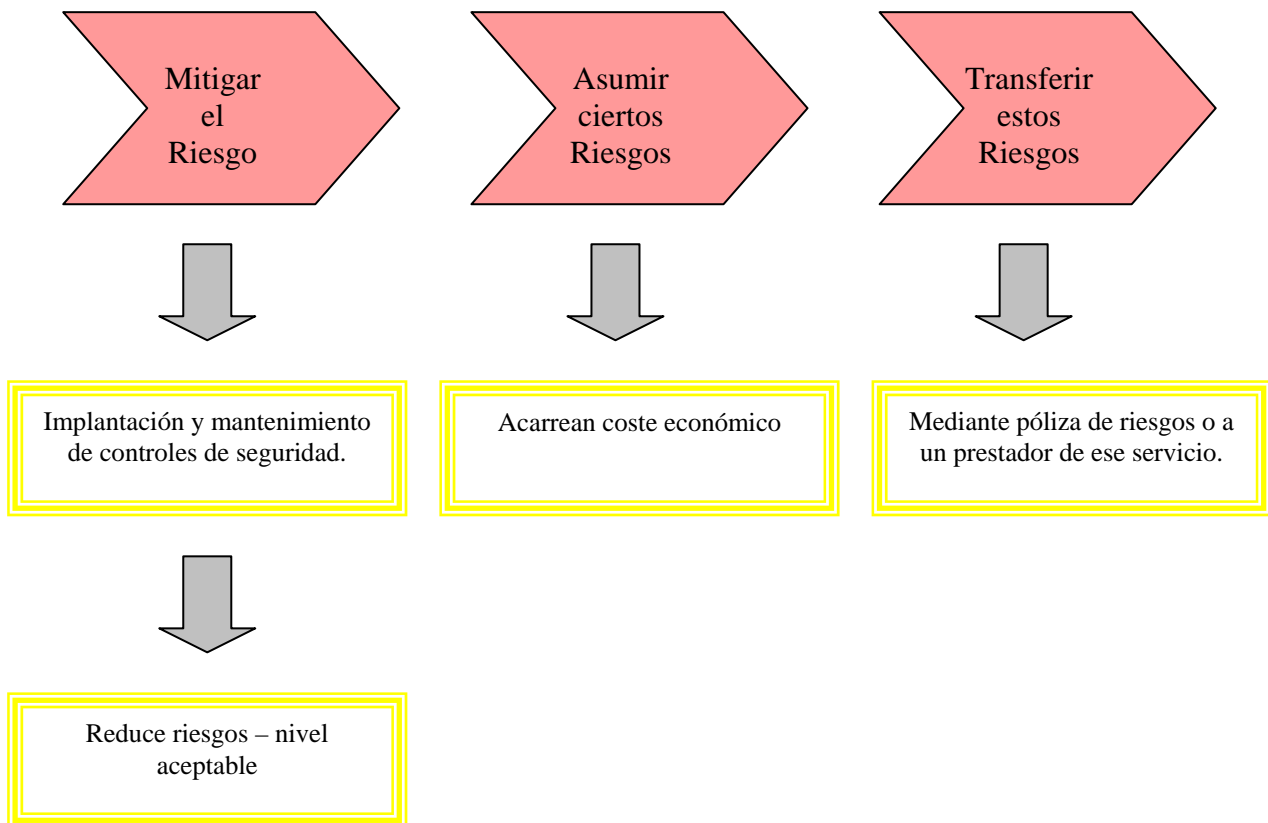 Mitigar
el
Riesgo
Asumir
ciertos
Riesgos
Transferir
estos
Riesgos
Implantación y mantenimiento
de controles de seguridad.
Acarrean coste económico
Mediante póliza de riesgos o a
un prestador de ese servicio.
Reduce riesgos – nivel
aceptable